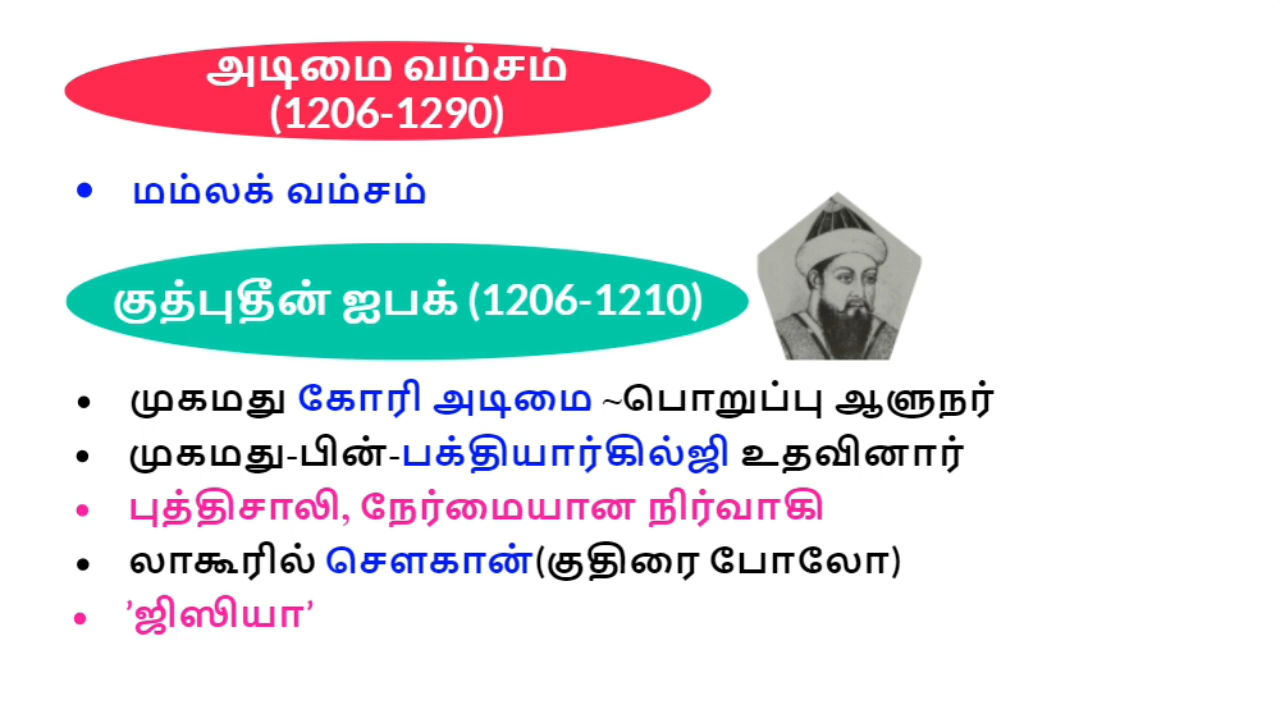 அடிமை வம்சம்
(1206-1290)
• மம்லக் வம்சம்
குத்புதீன் ஐபக் (1206-1210)
• முகமது கோரி அடிமை ~பொறுப்பு ஆளுநர்
• முகமது-பின்-பக்தியார்கில்ஜி உதவினார்
• புத்திசாலி, நேர்மையான நிர்வாகி
• லாகூரில் சௌகான்(குதிரை போலோ)
• ’ஜிஸியா’